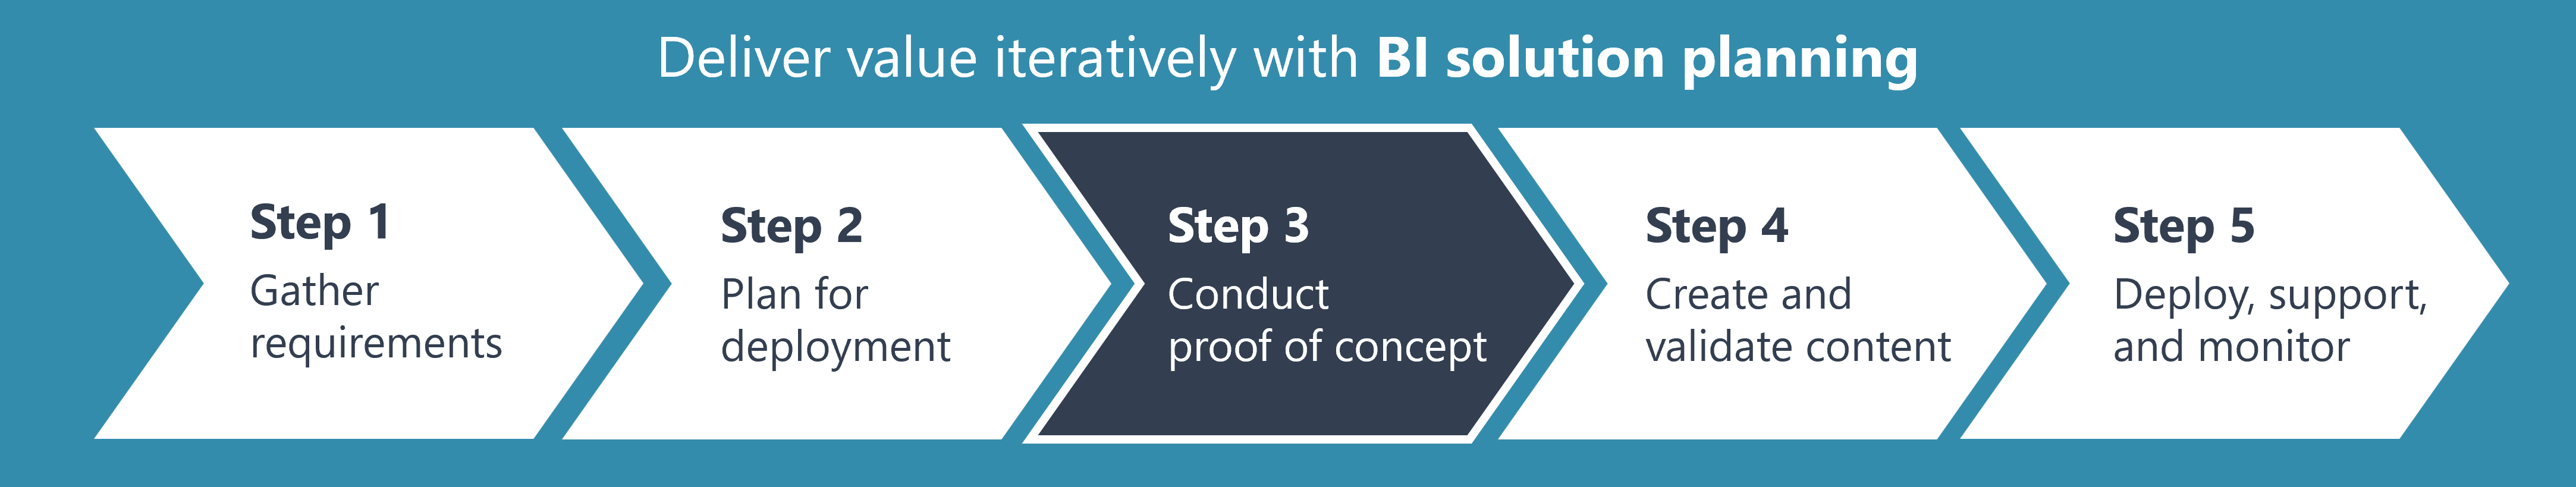 Deliver value iteratively with BI solution planning
Step 1
Gather
requirements
Step 2
Plan for
deployment
Step 3
Conduct
proof of concept
Step 4
Create and
validate content
Step 5
Deploy, support,
and monitor